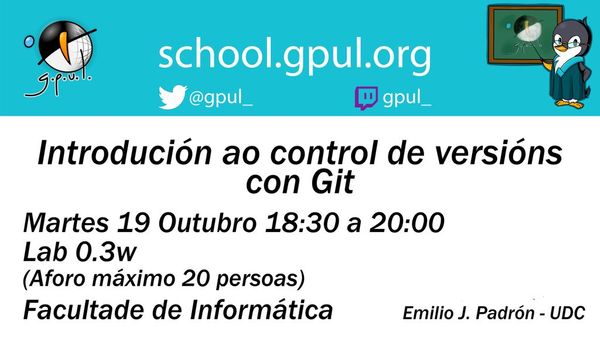 g.p.u.l.
school.gpul.org
@gpul_ gpul_
Introdución ao control de versións
con Git
Martes 19 Outubro 18:30 a 20:00
Lab 0.3w
(Aforo máximo 20 persoas)
Facultade de Informática
Emilio J. Padrón - UDC